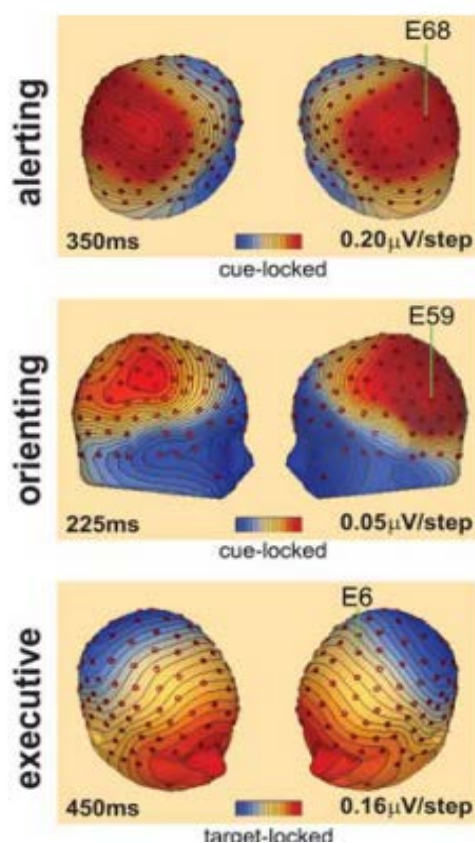 alerting
E68
350ms
0.20µV/step
cue-locked
orienting
E59
225ms
0.05µV/step
cue-locked
executive
E6
450ms
0.16µV/step
target-locked